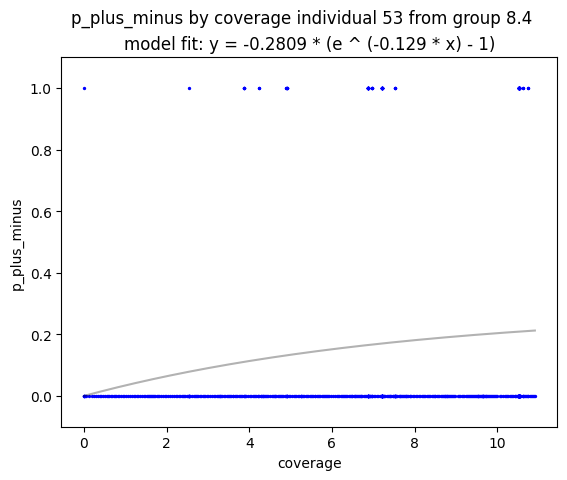 p_plus_minus by coverage individual 53 from group 8.4
model fit: y = -0.2809 * (e ^ (-0.129 * x) - 1)
1.0
0.8
0.6
0.4
0.2
0.0
p_plus_minus
0 2 4 6 8 10
coverage